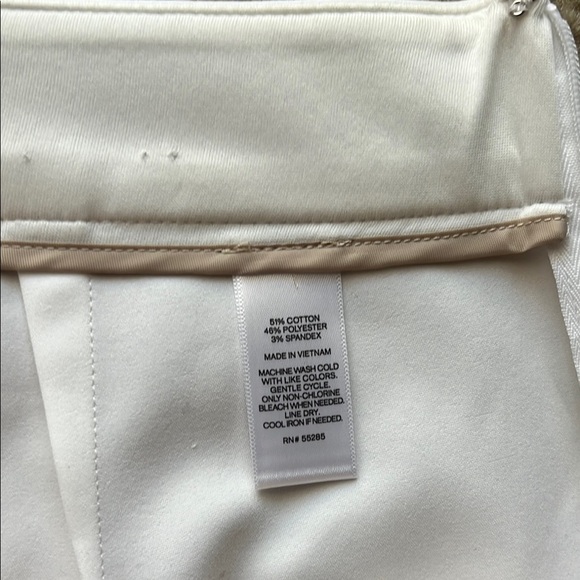 51% COTTON
46% POLYESTER
3% SPANDEX
MADE IN VIETNAM
MACHINE WASH COLD
WITH LIKE COLORS.
GENTLE CYCLE.
ONLY NON-CHLORINE
BLEACH WHEN NEEDED.
LINE DRY.
COOL IRON IF NEEDED.
RN# 55285